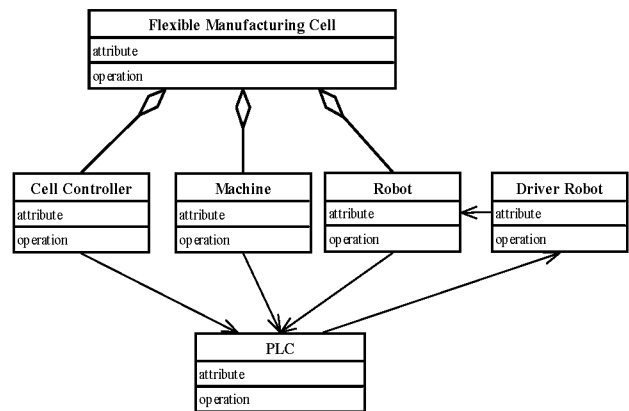 Flexible Manufacturing Cell
attribute
operation
Cell Controller
attribute
operation
Machine
attribute
operation
Robot
attribute
operation
Driver Robot
attribute
operation
PLC
attribute
operation